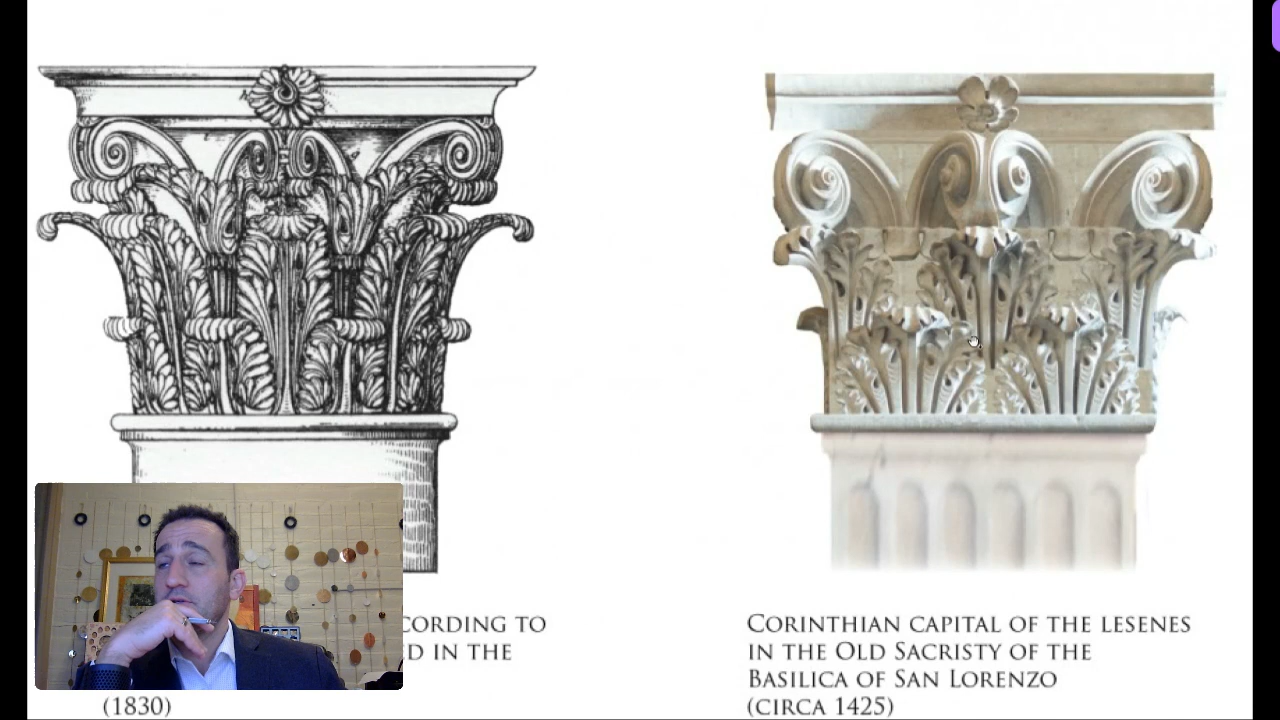 CORDING TO
D IN THE
(1830)
CORINTHIAN CAPITAL OF THE LESENES
IN THE OLD SACRISTY OF THE
BASILICA OF SAN LORENZO
(CIRCA 1425)